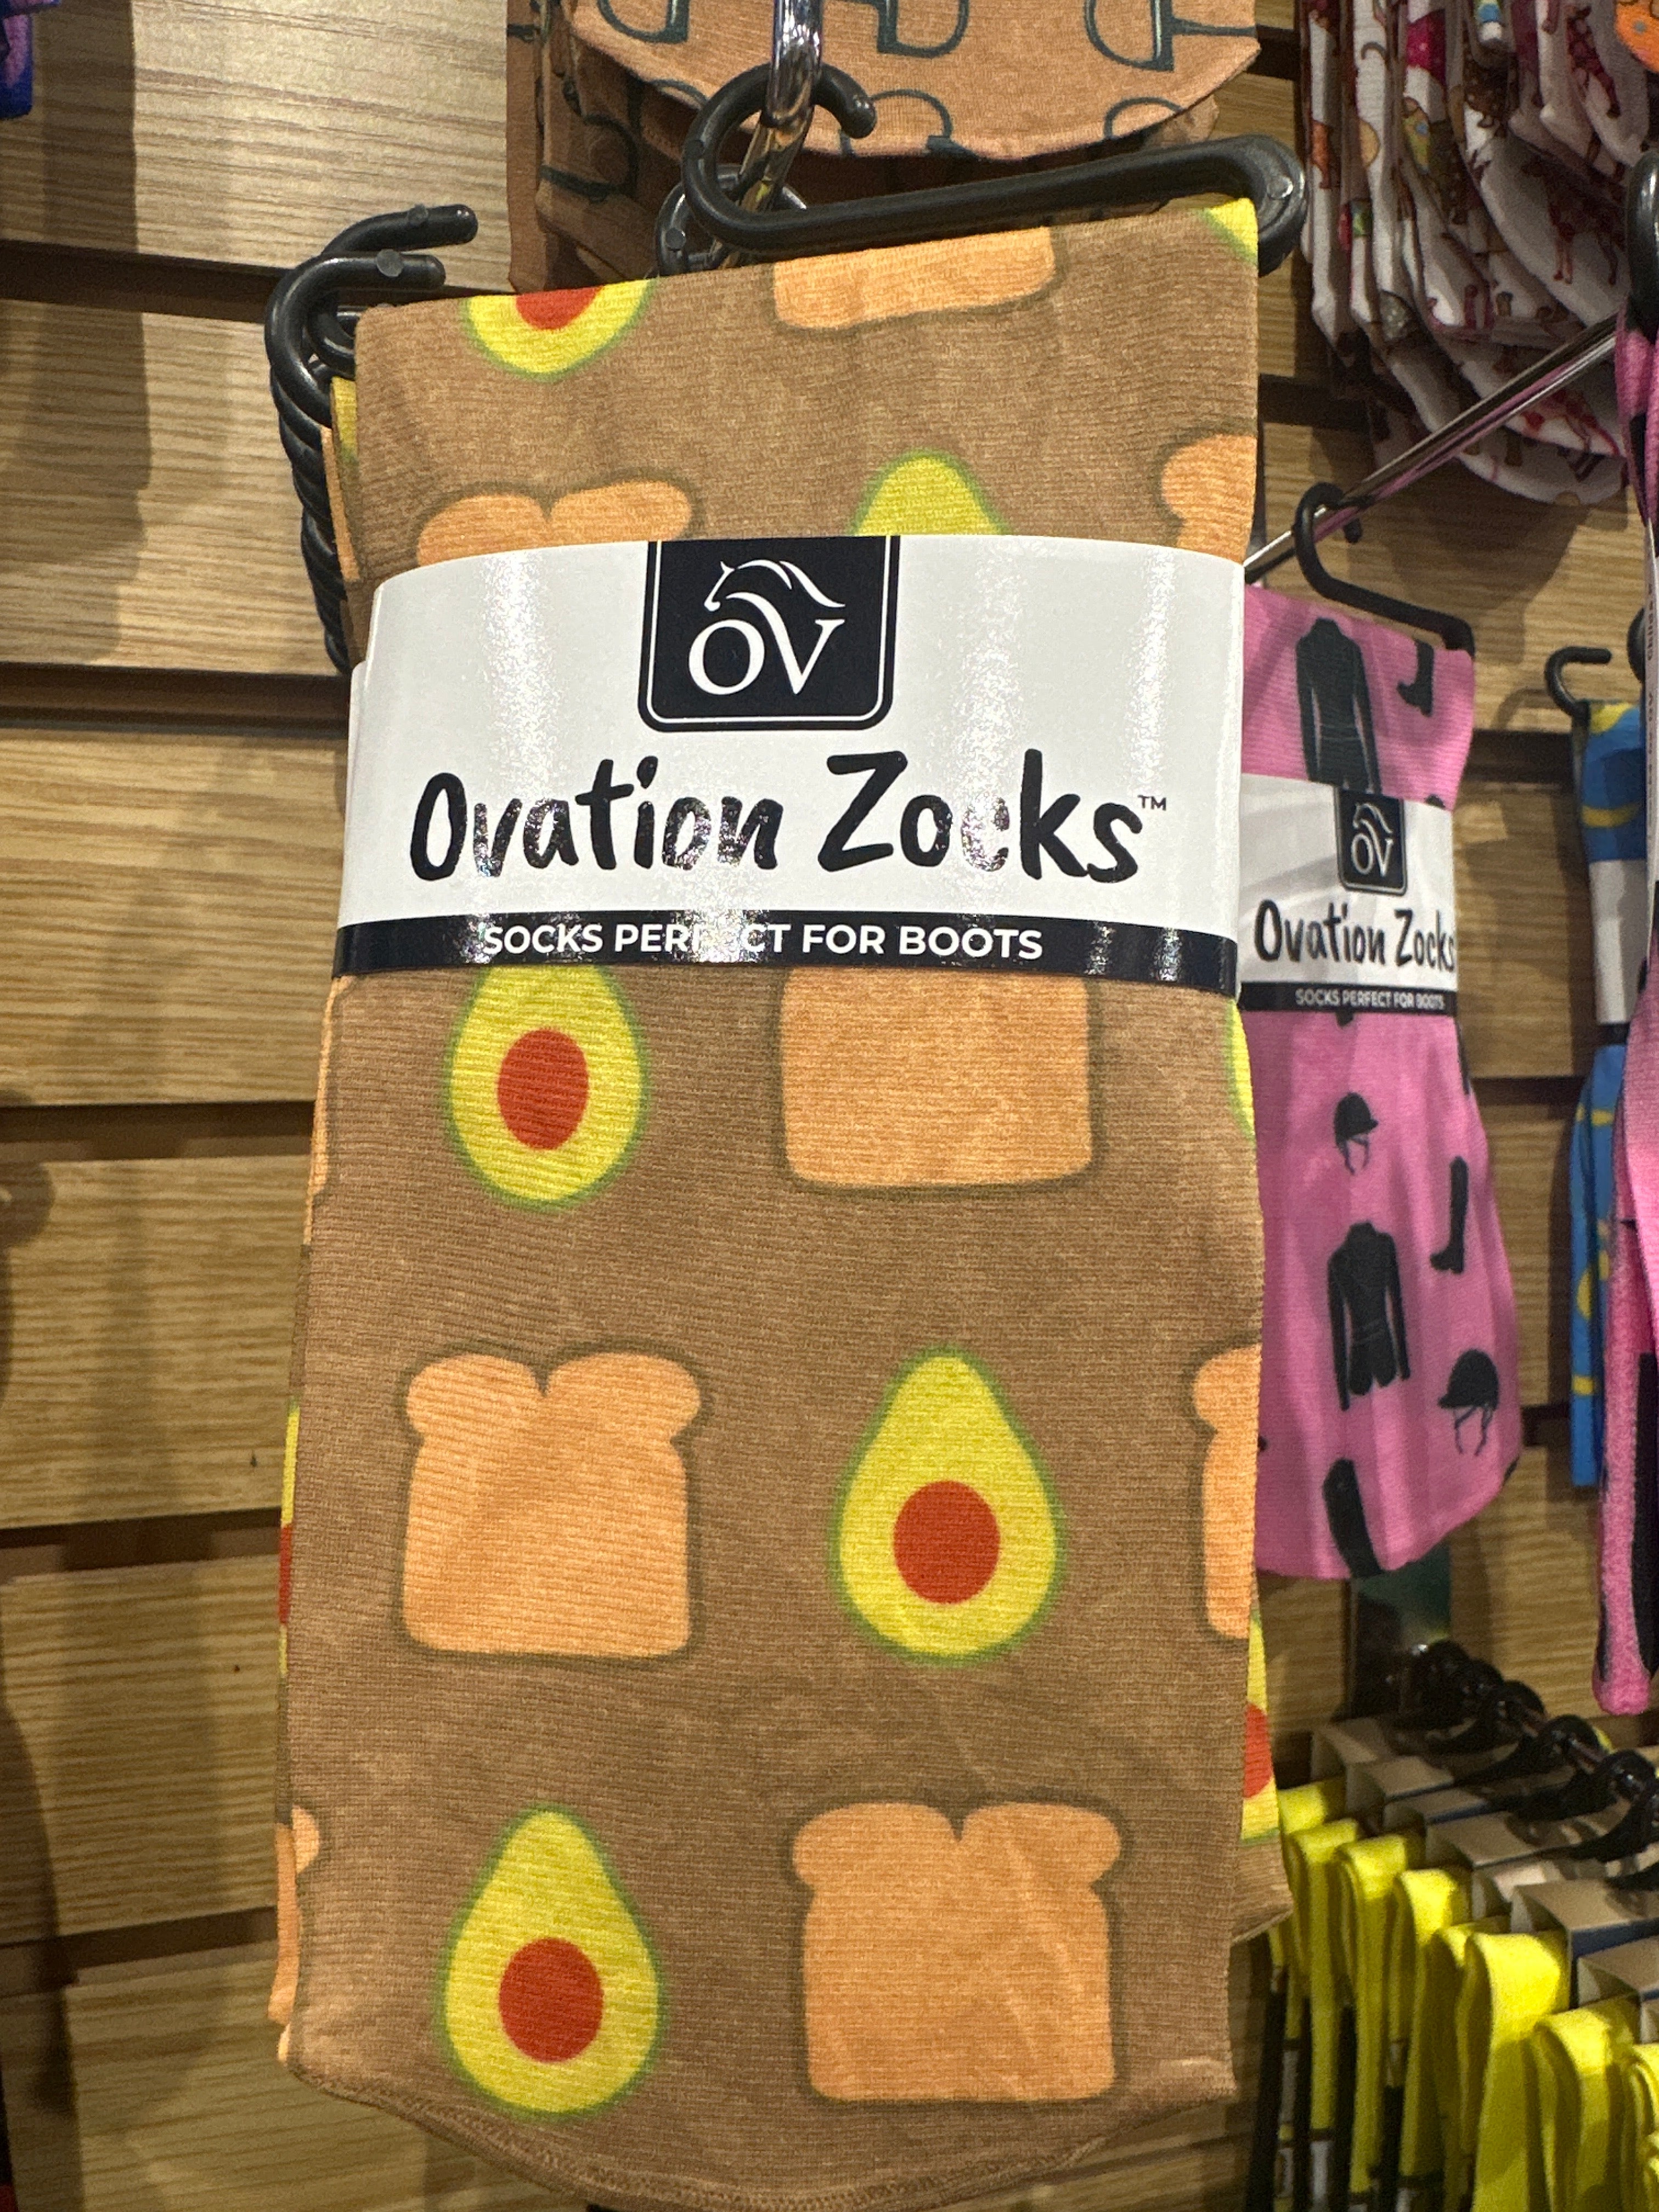 OV
Ovation Zocks™
SOCKS PERFECT FOR BOOTS
OV
Ovation Zocks
SOCKS PERFECT FOR BOOTS